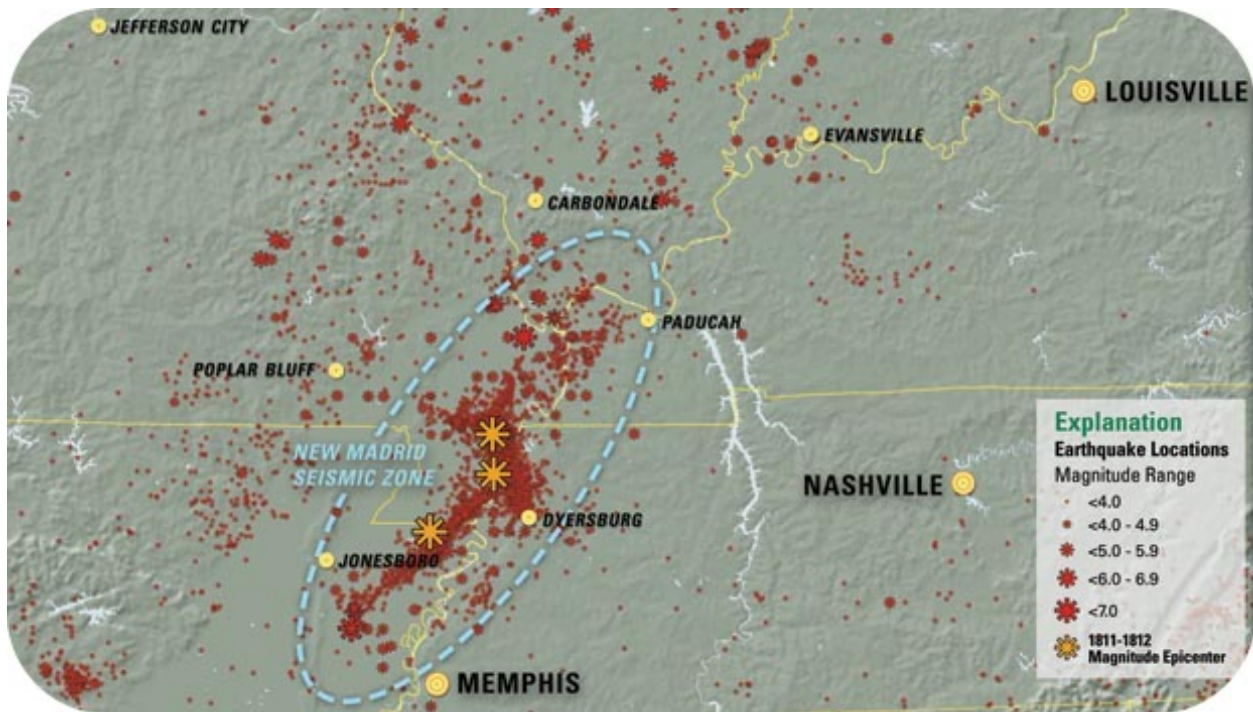 JEFFERSON CITY
LOUISVILLE
EVANSVILLE
CARBONDALE
PADUCAH
POPLAR BLUFF
NEW MADRID
SEISMIC ZONE
NASHVILLE
DYERSBURG
JONESBORO
MEMPHIS
Explanation
Earthquake Locations
Magnitude Range
<4.0
<4.0 - 4.9
<5.0 - 5.9
<6.0 - 6.9
<7.0
1811-1812
Magnitude Epicenter